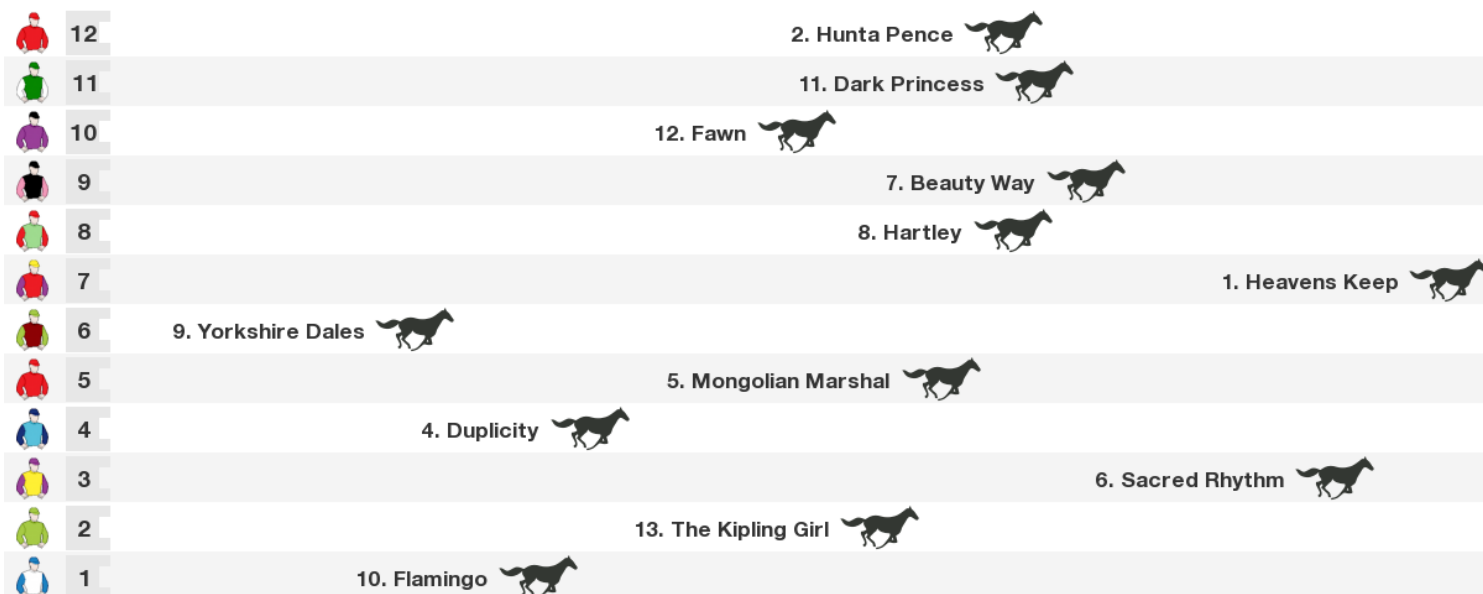 12 2. Hunta Pence
11 11. Dark Princess
10 12. Fawn
9 7. Beauty Way
8 8. Hartley
7 1. Heavens Keep
6 9. Yorkshire Dales
5 5. Mongolian Marshal
4 4. Duplicity
3 6. Sacred Rhythm
2 13. The Kipling Girl
1 10. Flamingo